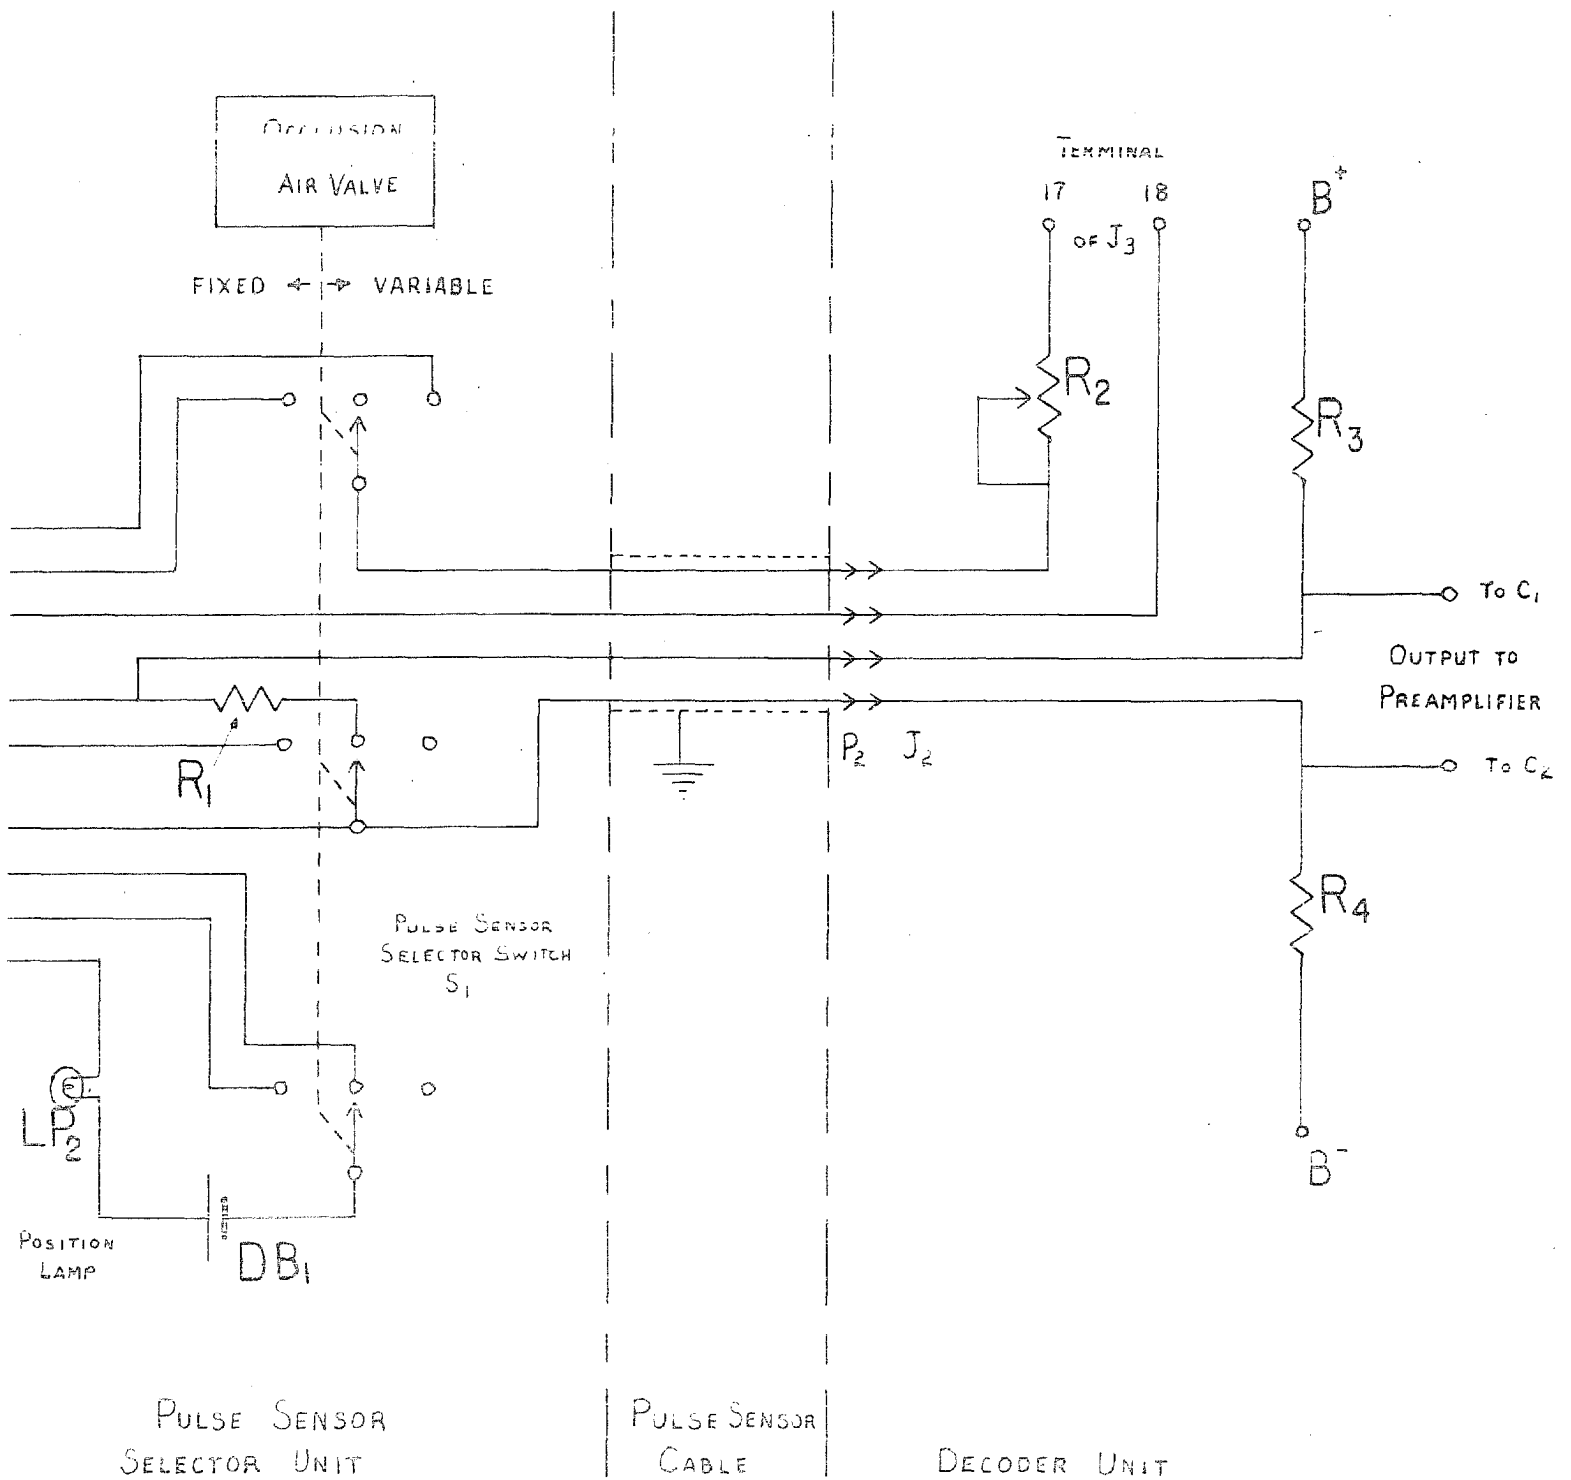 OCCLUSION
AIR VALVE
FIXED ← → VARIABLE
TERMINAL
17 18
OF J3
B+
R2
R3
TO C1
OUTPUT TO
PREAMPLIFIER
P2 J2
TO C2
R1
PULSE SENSOR
SELECTOR SWITCH
S1
R4
LP2
B-
POSITION
LAMP
DB1
PULSE SENSOR
SELECTOR UNIT
PULSE SENSOR
CABLE
DECODER UNIT